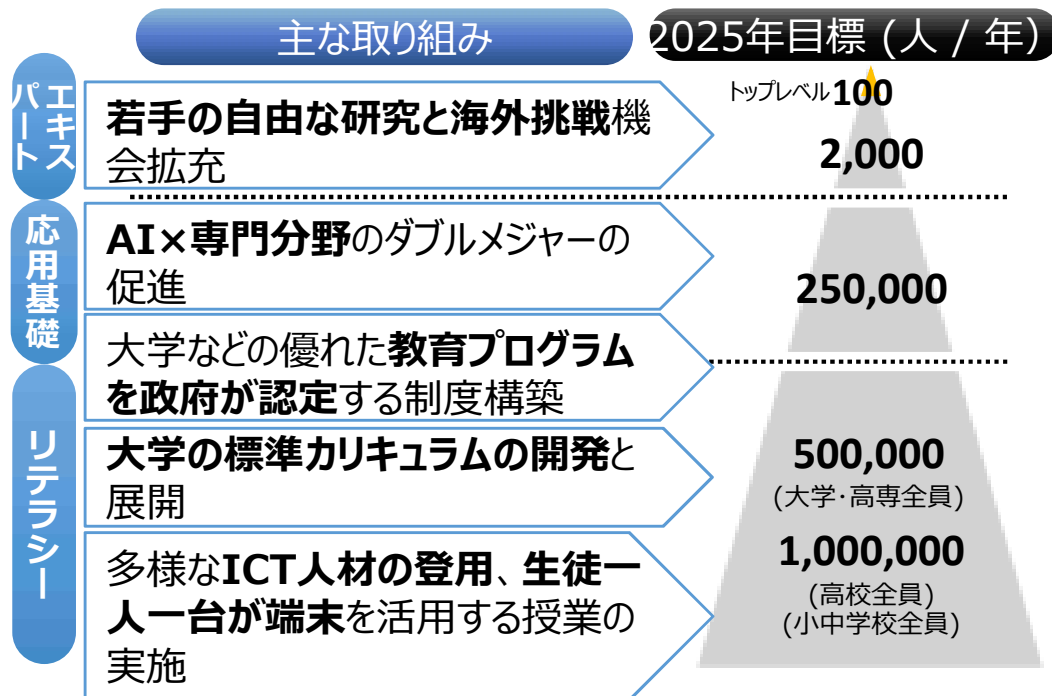 主な取り組み
2025年目標 (人 / 年)
エキスパート
若手の自由な研究と海外挑戦機
会拡充
トップレベル100
2,000
応用基礎
AI×専門分野のダブルメジャーの
促進
250,000
大学などの優れた教育プログラム
を政府が認定する制度構築
リテラシー
大学の標準カリキュラムの開発と
展開
500,000
(大学・高専全員)
多様なICT人材の登用、生徒一
人一台が端末を活用する授業の
実施
1,000,000
(高校全員)
(小中学校全員)